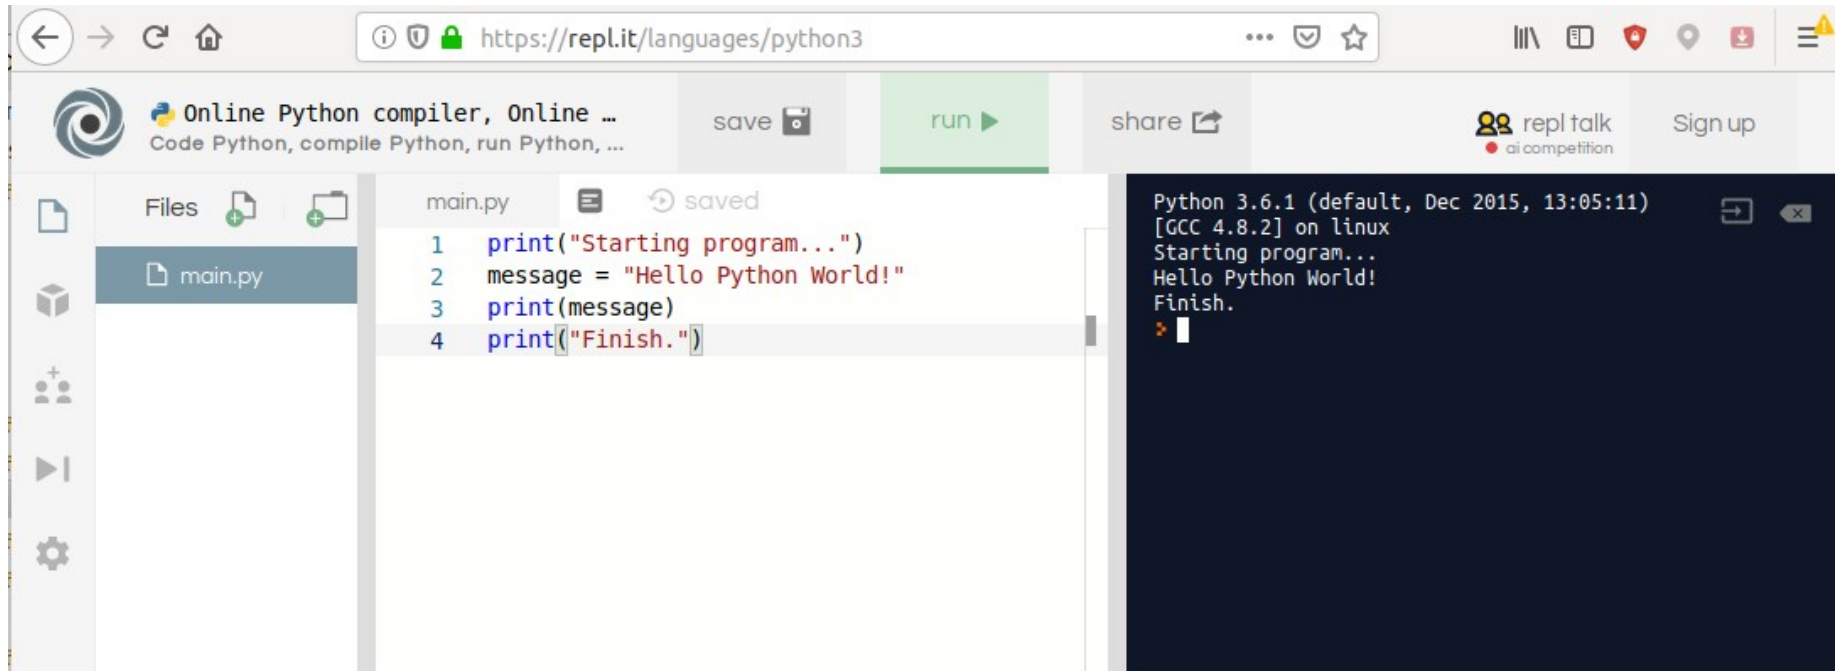 https://repl.it/languages/python3
Online Python compiler, Online …
Code Python, compile Python, run Python, ...
save
run
share
repl talk
ai competition
Sign up
Files
main.py
main.py
saved
1 print("Starting program...")
2 message = "Hello Python World!"
3 print(message)
4 print("Finish.")
Python 3.6.1 (default, Dec 2015, 13:05:11)
[GCC 4.8.2] on linux
Starting program...
Hello Python World!
Finish.